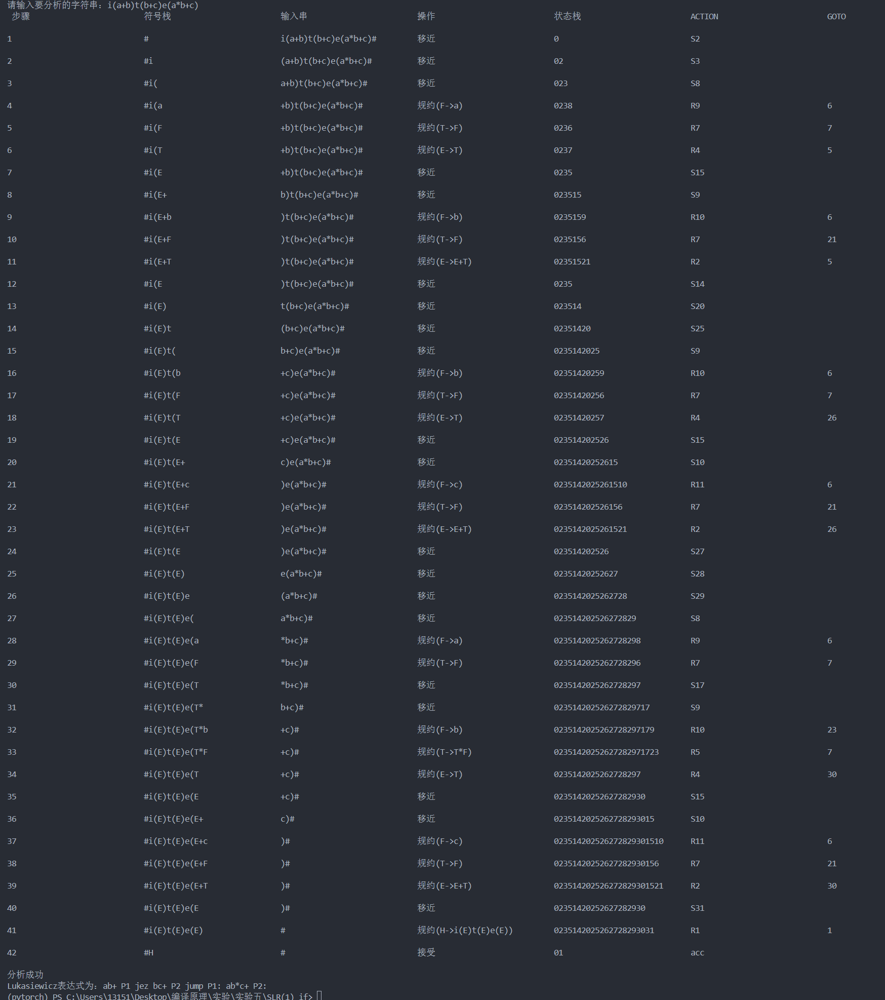 请输入要分析的字符串：i(a+b)t(b+c)e(a*b+c)
步骤 符号栈 输入串 操作 状态栈 ACTION GOTO
1 # i(a+b)t(b+c)e(a*b+c)# 移近 0 S2
2 #i (a+b)t(b+c)e(a*b+c)# 移近 02 S3
3 #i( a+b)t(b+c)e(a*b+c)# 移近 023 S8
4 #i(a +b)t(b+c)e(a*b+c)# 规约(F->a) 0238 R9 6
5 #i(F +b)t(b+c)e(a*b+c)# 规约(T->F) 0236 R7 7
6 #i(T +b)t(b+c)e(a*b+c)# 规约(E->T) 0237 R4 5
7 #i(E +b)t(b+c)e(a*b+c)# 移近 0235 S15
8 #i(E+ b)t(b+c)e(a*b+c)# 移近 023515 S9
9 #i(E+b )t(b+c)e(a*b+c)# 规约(F->b) 0235159 R10 6
10 #i(E+F )t(b+c)e(a*b+c)# 规约(T->F) 0235156 R7 21
11 #i(E+T )t(b+c)e(a*b+c)# 规约(E->E+T) 02351521 R2 5
12 #i(E )t(b+c)e(a*b+c)# 移近 0235 S14
13 #i(E) t(b+c)e(a*b+c)# 移近 023514 S20
14 #i(E)t (b+c)e(a*b+c)# 移近 02351420 S25
15 #i(E)t( b+c)e(a*b+c)# 移近 0235142025 S9
16 #i(E)t(b +c)e(a*b+c)# 规约(F->b) 02351420259 R10 6
17 #i(E)t(F +c)e(a*b+c)# 规约(T->F) 02351420256 R7 7
18 #i(E)t(T +c)e(a*b+c)# 规约(E->T) 02351420257 R4 26
19 #i(E)t(E +c)e(a*b+c)# 移近 023514202526 S15
20 #i(E)t(E+ c)e(a*b+c)# 移近 02351420252615 S10
21 #i(E)t(E+c )e(a*b+c)# 规约(F->c) 0235142025261510 R11 6
22 #i(E)t(E+F )e(a*b+c)# 规约(T->F) 023514202526156 R7 21
23 #i(E)t(E+T )e(a*b+c)# 规约(E->E+T) 0235142025261521 R2 26
24 #i(E)t(E )e(a*b+c)# 移近 023514202526 S27
25 #i(E)t(E) e(a*b+c)# 移近 02351420252627 S28
26 #i(E)t(E)e (a*b+c)# 移近 0235142025262728 S29
27 #i(E)t(E)e( a*b+c)# 移近 023514202526272829 S8
28 #i(E)t(E)e(a *b+c)# 规约(F->a) 0235142025262728298 R9 6
29 #i(E)t(E)e(F *b+c)# 规约(T->F) 0235142025262728296 R7 7
30 #i(E)t(E)e(T *b+c)# 移近 0235142025262728297 S17
31 #i(E)t(E)e(T* b+c)# 移近 023514202526272829717 S9
32 #i(E)t(E)e(T*b +c)# 规约(F->b) 0235142025262728297179 R10 23
33 #i(E)t(E)e(T*F +c)# 规约(T->T*F) 02351420252627282971723 R5 7
34 #i(E)t(E)e(T +c)# 规约(E->T) 0235142025262728297 R4 30
35 #i(E)t(E)e(E +c)# 移近 02351420252627282930 S15
36 #i(E)t(E)e(E+ c)# 移近 0235142025262728293015 S10
37 #i(E)t(E)e(E+c )# 规约(F->c) 023514202526272829301510 R11 6
38 #i(E)t(E)e(E+F )# 规约(T->F) 02351420252627282930156 R7 21
39 #i(E)t(E)e(E+T )# 规约(E->E+T) 023514202526272829301521 R2 30
40 #i(E)t(E)e(E )# 移近 02351420252627282930 S31
41 #i(E)t(E)e(E) # 规约(H->i(E)t(E)e(E)) 0235142025262728293031 R1 1
42 #H # 接受 01 acc
分析成功
Lukasiewicz表达式为：ab+ P1 jez bc+ P2 jump P1: ab*c+ P2:
(pytorch) PS C:\Users\13151\Desktop\编译原理\实验\实验五\SLR(1)_if>